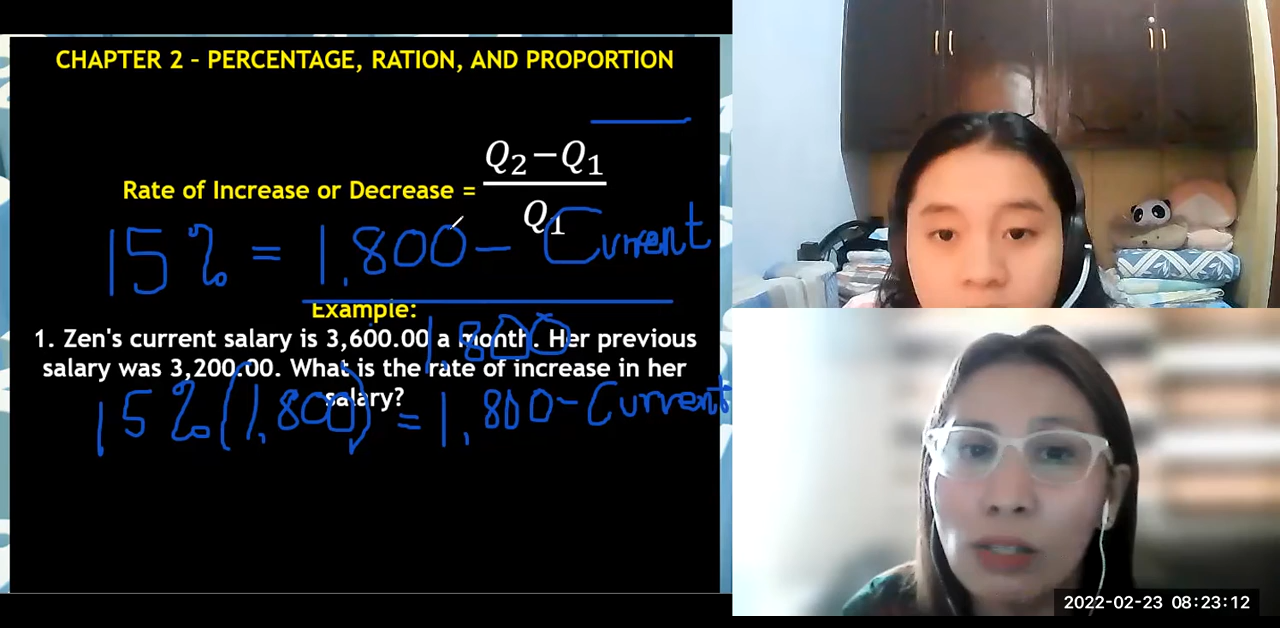 CHAPTER 2 - PERCENTAGE, RATION, AND PROPORTION
Rate of Increase or Decrease = Q2−Q1
Q1
15% = 1,800 - Current
1,800
Example:
1. Zen's current salary is 3,600.00 a month. Her previous
salary was 3,200.00. What is the rate of increase in her
salary?
15% (1,800) = 1,800 - Current
2022-02-23 08:23:12